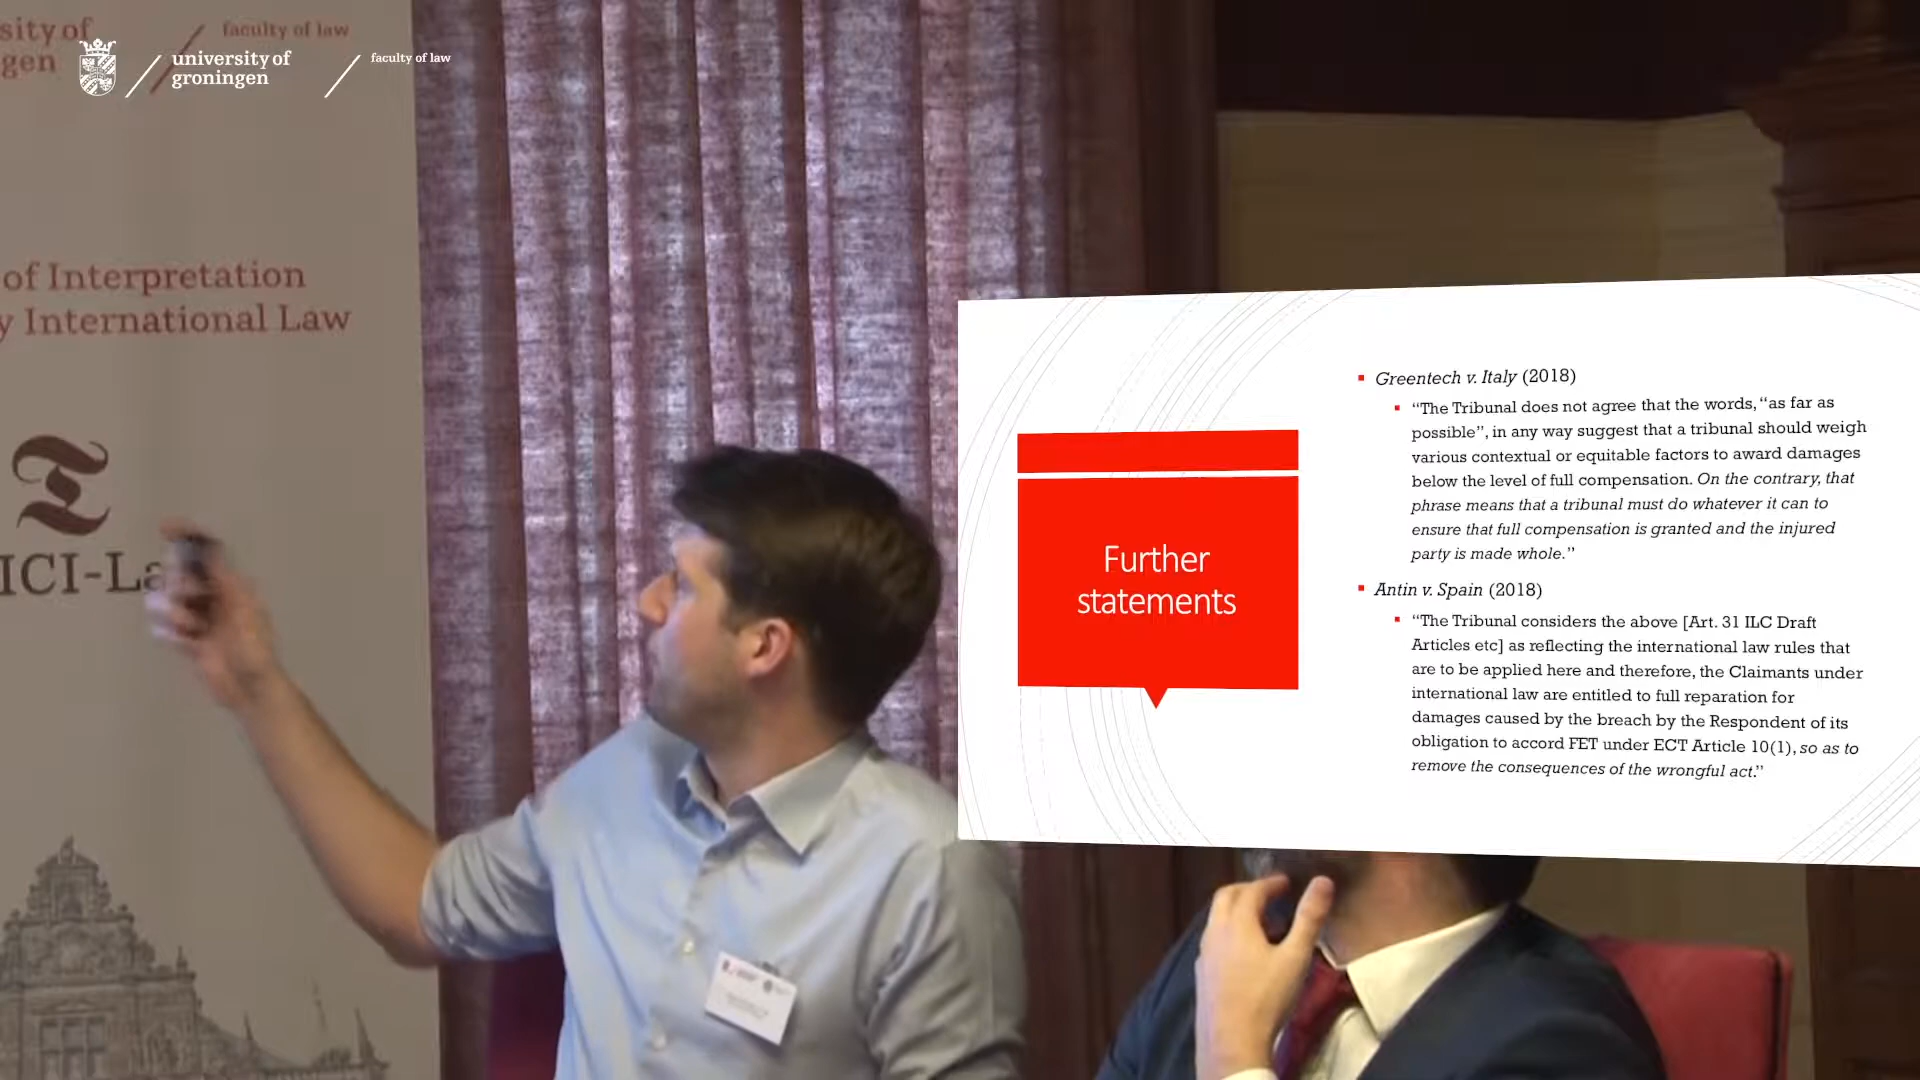 sity of
gen
faculty of law
university of
groningen
faculty of law
of Interpretation
y International Law
ICI-La
Further
statements
▪ Greentech v. Italy (2018)
▪ “The Tribunal does not agree that the words, “as far as
possible”, in any way suggest that a tribunal should weigh
various contextual or equitable factors to award damages
below the level of full compensation. On the contrary, that
phrase means that a tribunal must do whatever it can to
ensure that full compensation is granted and the injured
party is made whole.”
▪ Antin v. Spain (2018)
▪ “The Tribunal considers the above [Art. 31 ILC Draft
Articles etc] as reflecting the international law rules that
are to be applied here and therefore, the Claimants under
international law are entitled to full reparation for
damages caused by the breach by the Respondent of its
obligation to accord FET under ECT Article 10(1), so as to
remove the consequences of the wrongful act.”